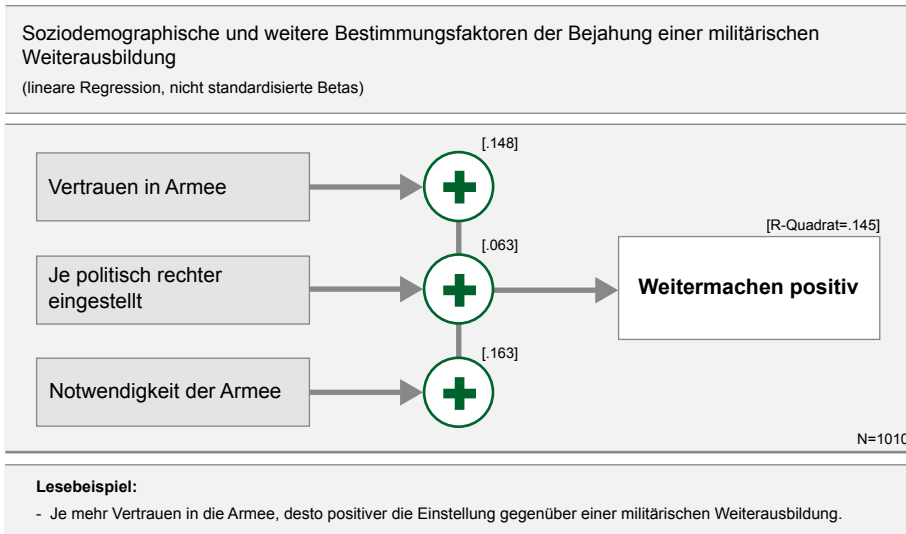 Soziodemographische und weitere Bestimmungsfaktoren der Bejahung einer militärischen
Weiterausbildung
(lineare Regression, nicht standardisierte Betas)
[.148]
Vertrauen in Armee
[R-Quadrat=.145]
[.063]
Je politisch rechter
eingestellt
Weitermachen positiv
[.163]
Notwendigkeit der Armee
N=1010
Lesebeispiel:
- Je mehr Vertrauen in die Armee, desto positiver die Einstellung gegenüber einer militärischen Weiterausbildung.